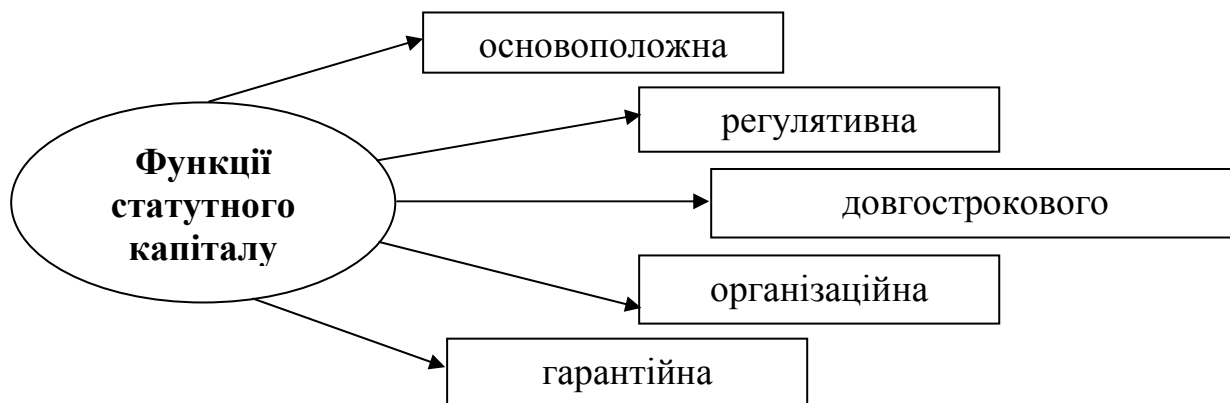 основоположна
регулятивна
Функції
статутного
капіталу
довгострокового
організаційна
гарантійна